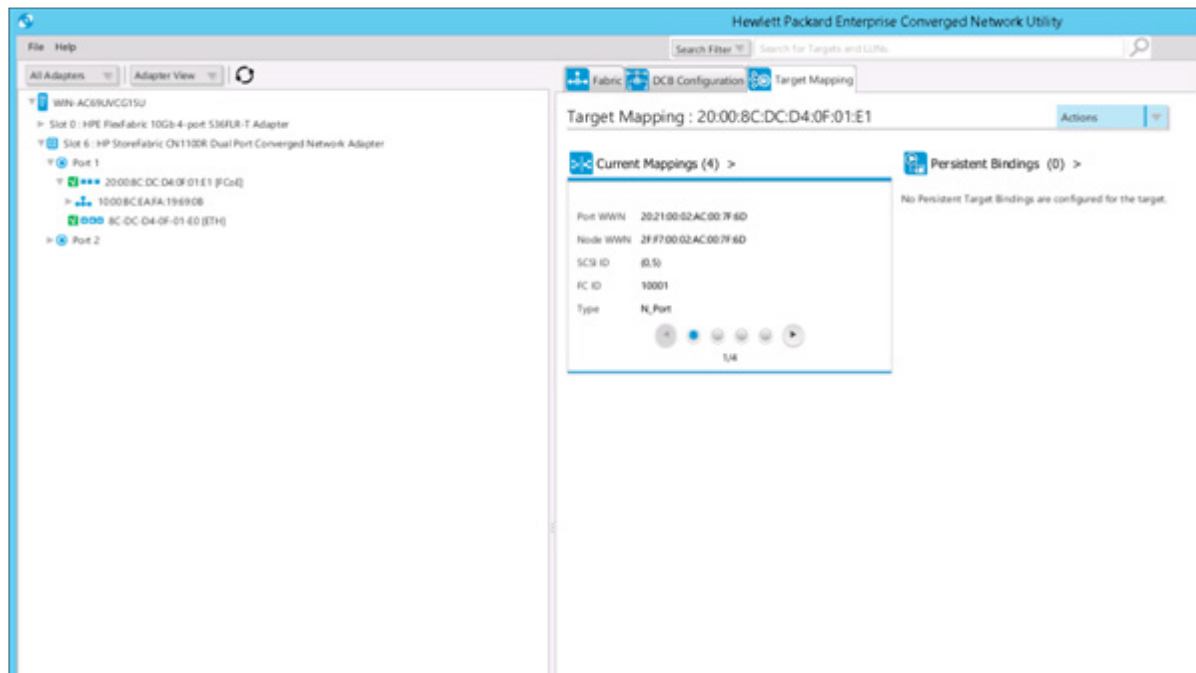 Hewlett Packard Enterprise Converged Network Utility
File Help
Search Filter Search for Targets and LUNs.
All Adapters Adapter View
Fabric DCB Configuration Target Mapping
WIN-AC69UVCG1SU
Slot 0 : HPE FlexFabric 10Gb 4-port 536FLR-T Adapter
Slot 6 : HP StoreFabric CN1100R Dual Port Converged Network Adapter
Port 1
20:00:8C:DC:D4:0F:01:E1 [FCoE]
10:00:8C:EA:FA:19:69:08
8C-DC-D4-0F-01-E0 [ETH]
Port 2
Target Mapping : 20:00:8C:DC:D4:0F:01:E1
Actions
Current Mappings (4) >
Port WWN 20:21:00:02:AC:00:7F:6D
Node WWN 2F:F7:00:02:AC:00:7F:6D
SCSI ID (0,5)
FC ID 10001
Type N_Port
1/4
Persistent Bindings (0) >
No Persistent Target Bindings are configured for the target.